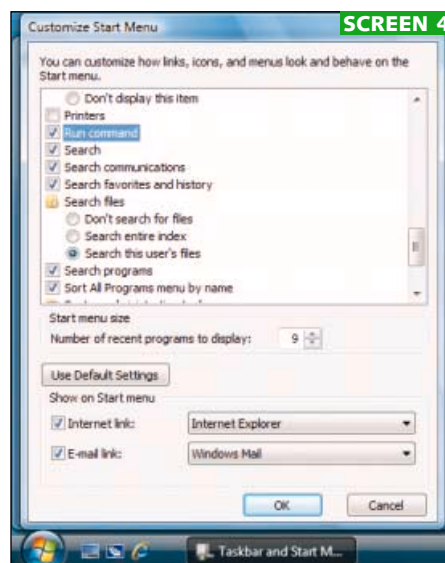 SCREEN 4
Customize Start Menu
You can customize how links, icons, and menus look and behave on the
Start menu.
Don't display this item
Printers
Run command
Search
Search communications
Search favorites and history
Search files
Don't search for files
Search entire index
Search this user's files
Search programs
Sort All Programs menu by name
Start menu size
Number of recent programs to display: 9
Use Default Settings
Show on Start menu
Internet link: Internet Explorer
E-mail link: Windows Mail
OK Cancel
Taskbar and Start M...